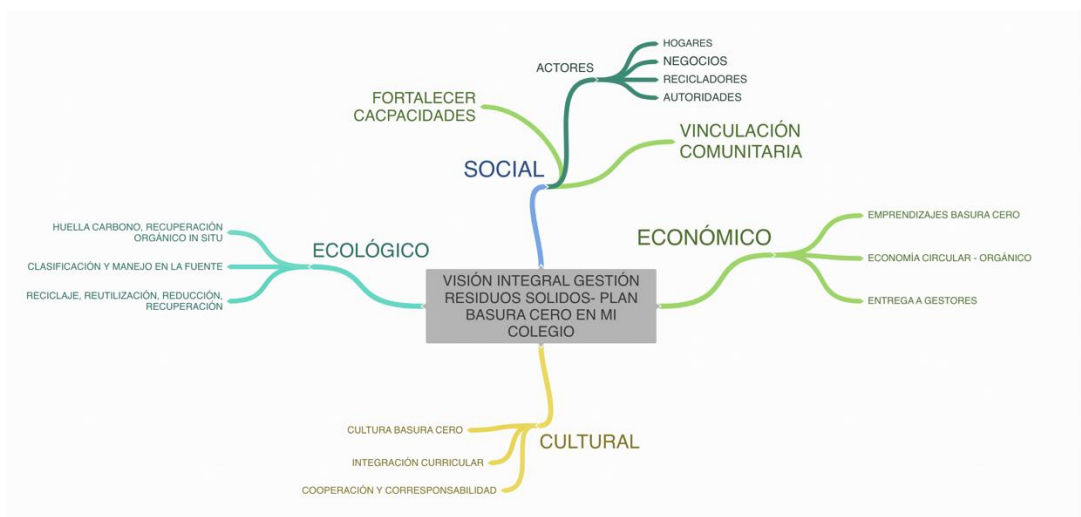 HOGARES
NEGOCIOS
RECICLADORES
AUTORIDADES
ACTORES
FORTALECER
CACPACIDADES
VINCULACIÓN
COMUNITARIA
SOCIAL
HUELLA CARBONO, RECUPERACIÓN
ORGÁNICO IN SITU
CLASIFICACIÓN Y MANEJO EN LA FUENTE
RECICLAJE, REUTILIZACIÓN, REDUCCIÓN,
RECUPERACIÓN
ECOLÓGICO
ECONÓMICO
EMPRENDIZAJES BASURA CERO
ECONOMÍA CIRCULAR - ORGÁNICO
ENTREGA A GESTORES
VISIÓN INTEGRAL GESTIÓN
RESIDUOS SOLIDOS- PLAN
BASURA CERO EN MI
COLEGIO
CULTURA BASURA CERO
INTEGRACIÓN CURRICULAR
COOPERACIÓN Y CORRESPONSABILIDAD
CULTURAL